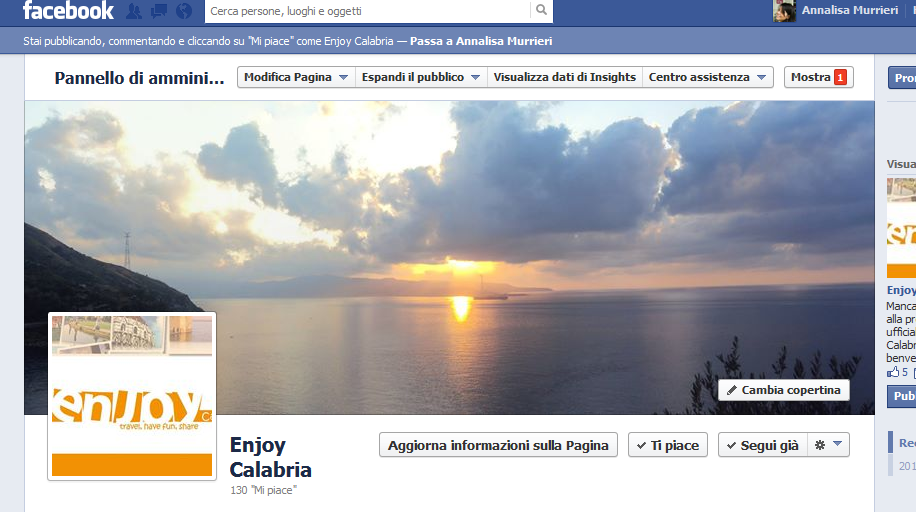 facebook
Cerca persone, luoghi e oggetti
Annalisa Murrieri
Stai pubblicando, commentando e cliccando su "Mi piace" come Enjoy Calabria — Passa a Annalisa Murrieri
Pannello di ammini...
Modifica Pagina
Espandi il pubblico
Visualizza dati di Insights
Centro assistenza
Mostra 1
Cambia copertina
enjoy
travel, have fun, share
Enjoy
Calabria
130 "Mi piace"
Aggiorna informazioni sulla Pagina
Ti piace
Segui già
Pro
Visua
en
Enjoy
Manca
alla pr
ufficia
Calabr
benve
5
Pub
Re
201